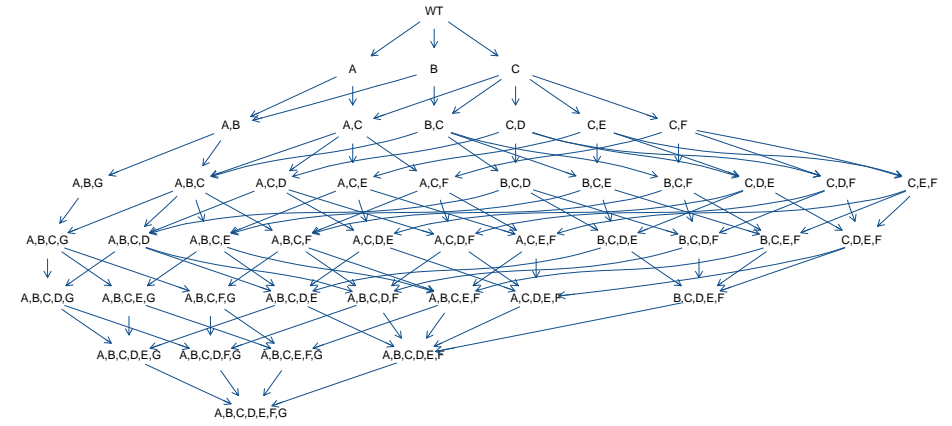 WT
A B C
A,B A,C B,C C,D C,E C,F
A,B,G A,B,C A,C,D A,C,E A,C,F B,C,D B,C,E B,C,F C,D,E C,D,F C,E,F
A,B,C,G A,B,C,D A,B,C,E A,B,C,F A,C,D,E A,C,D,F A,C,E,F B,C,D,E B,C,D,F B,C,E,F C,D,E,F
A,B,C,D,G A,B,C,E,G A,B,C,F,G A,B,C,D,E A,B,C,D,F A,B,C,E,F A,C,D,E,F B,C,D,E,F
A,B,C,D,E,G A,B,C,D,F,G A,B,C,E,F,G A,B,C,D,E,F
A,B,C,D,E,F,G